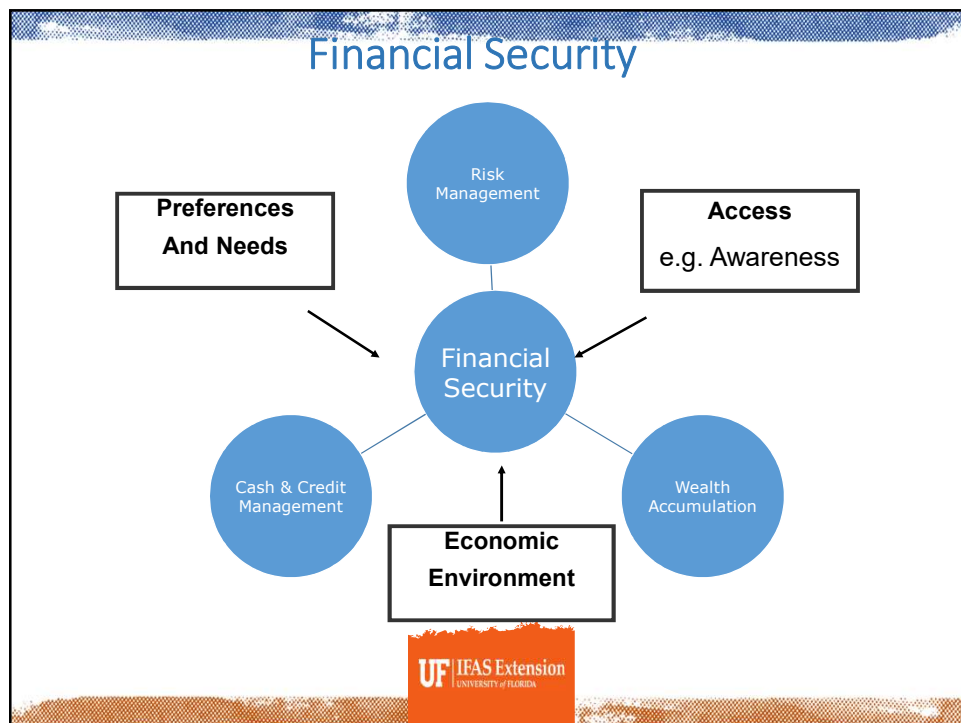 Financial Security
Risk
Management
Preferences
And Needs
Access
e.g. Awareness
Financial
Security
Cash & Credit
Management
Wealth
Accumulation
Economic
Environment
UF IFAS Extension
UNIVERSITY of FLORIDA